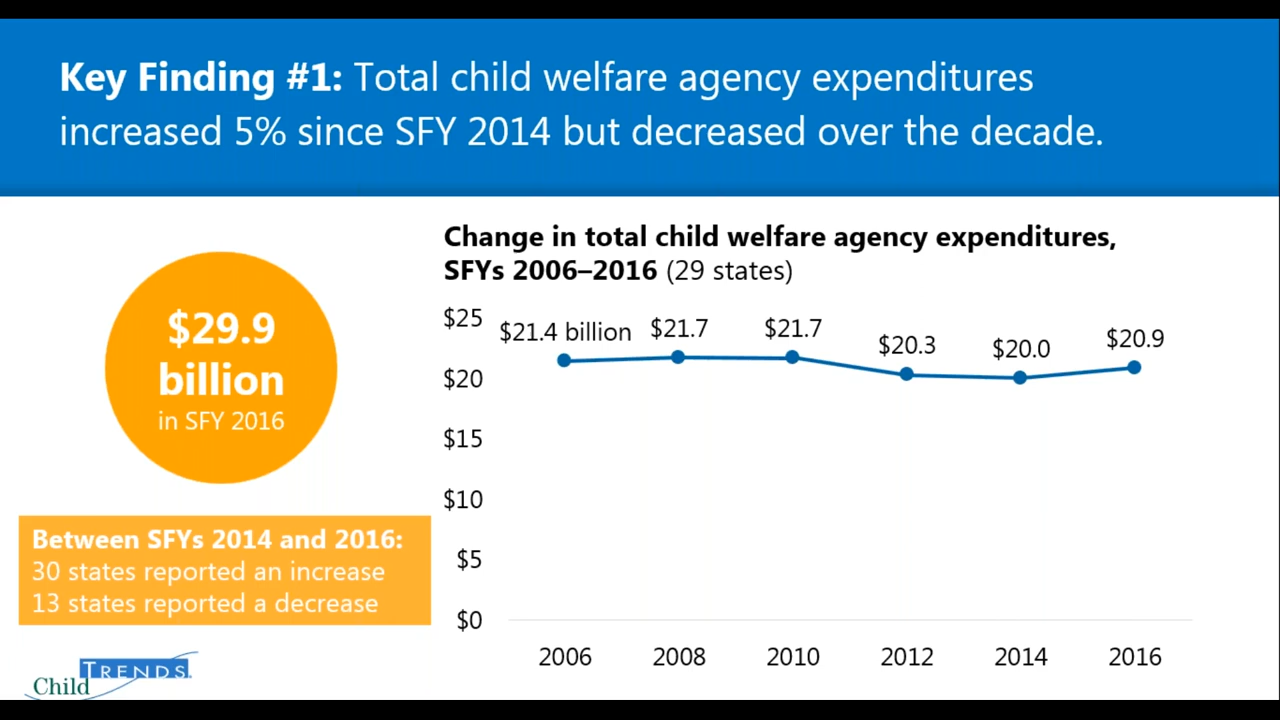 Key Finding #1: Total child welfare agency expenditures
increased 5% since SFY 2014 but decreased over the decade.
$29.9
billion
in SFY 2016
Between SFYs 2014 and 2016:
30 states reported an increase
13 states reported a decrease
Child TRENDS
Change in total child welfare agency expenditures,
SFYs 2006–2016 (29 states)
$25
$20
$15
$10
$5
$0
$21.4 billion
$21.7
$21.7
$20.3
$20.0
$20.9
2006
2008
2010
2012
2014
2016